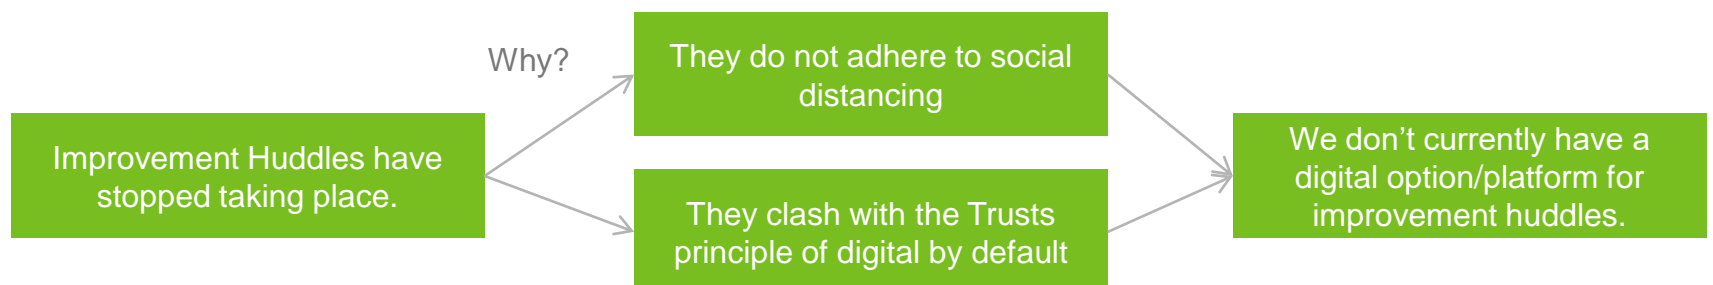 Improvement Huddles have
stopped taking place.
Why?
They do not adhere to social
distancing
They clash with the Trusts
principle of digital by default
We don’t currently have a
digital option/platform for
improvement huddles.